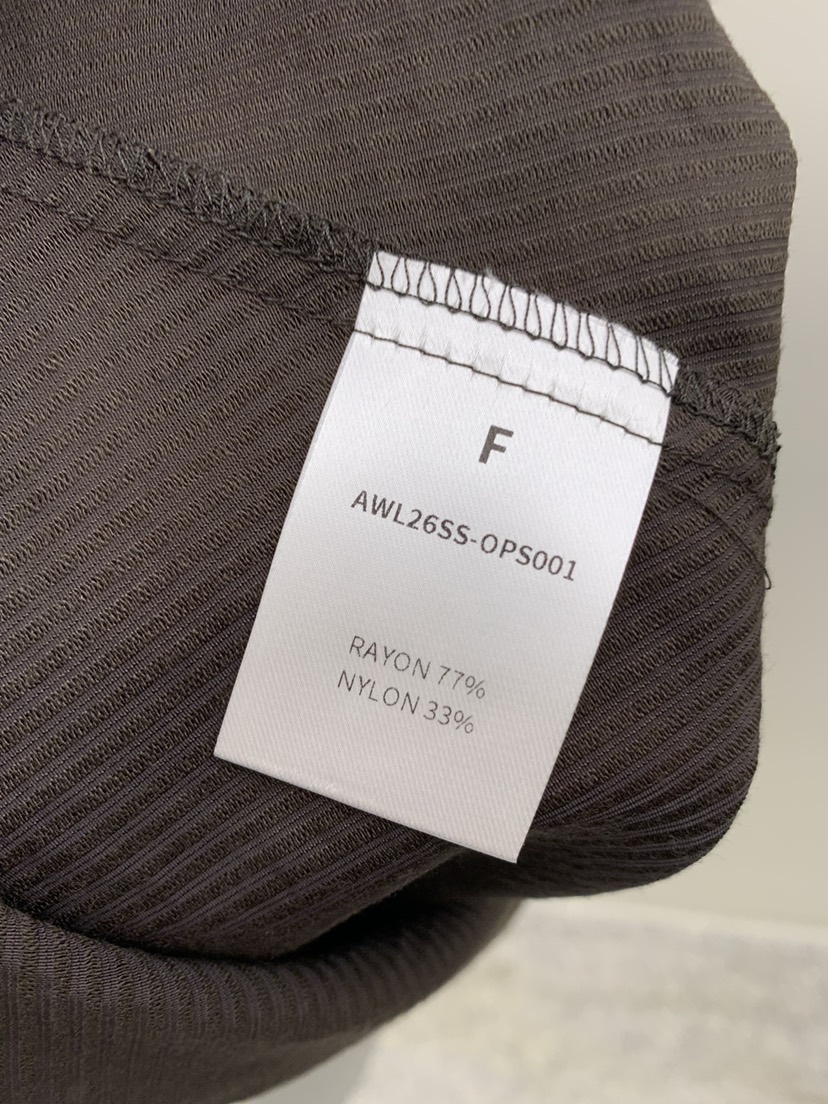 F
AWL26SS-OPS001
RAYON 77%
NYLON 33%